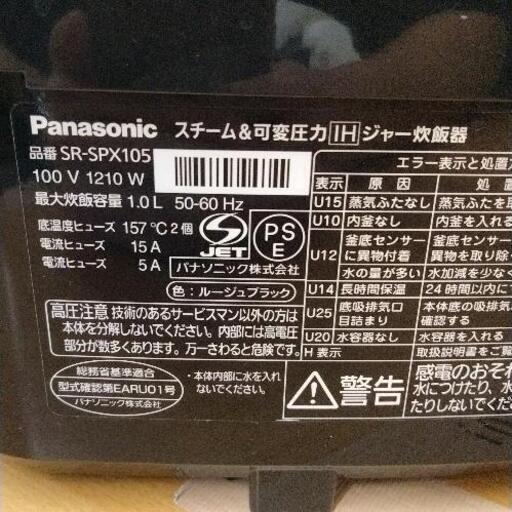 Panasonic スチーム&可変圧力 IH ジャー炊飯器
品番 SR-SPX105
100 V 1210 W
最大炊飯容量 1.0 L 50-60 Hz
底温度ヒューズ 157 ℃ 2 個
電流ヒューズ 15 A
電流ヒューズ 5 A
S
JET
PS
E
パナソニック株式会社
色:ルージュブラック
高圧注意 技術のあるサービスマン以外の方は
本体を分解しないでください。内部には高電圧
部分が数多くあります。万一さわると危険です。
総務省基準適合
型式確認第EARU01号
パナソニック株式会社
・本体内部に水を入れ
ないでください。
エラー表示と処置方
表示 原因 処置
U15 蒸気ふたなし 蒸気ふたを取
U10 内釜なし 内釜を入れる
U12 釜底センサー
に異物付着 釜底センサー
異物を取り除く
水の量が多い 水加減を少なく
U14 長時間保温 24時間以内に
U25 底吸排気口
目詰まり 本体底の吸排気
確認する
U20 水容器なし 水容器を入れ
H 表示 取扱説明書をご覧
警告
感電のおそれ
水につけたり、水
たりしないでくだ